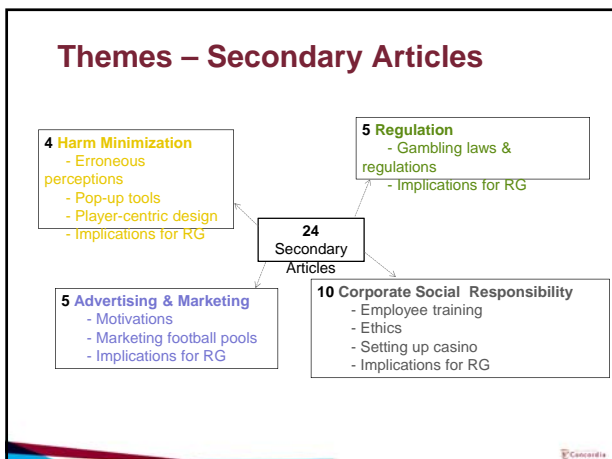 Themes – Secondary Articles
4 Harm Minimization
- Erroneous
perceptions
- Pop-up tools
- Player-centric design
- Implications for RG
5 Regulation
- Gambling laws &
regulations
- Implications for RG
24
Secondary
Articles
5 Advertising & Marketing
- Motivations
- Marketing football pools
- Implications for RG
10 Corporate Social Responsibility
- Employee training
- Ethics
- Setting up casino
- Implications for RG
Concordia